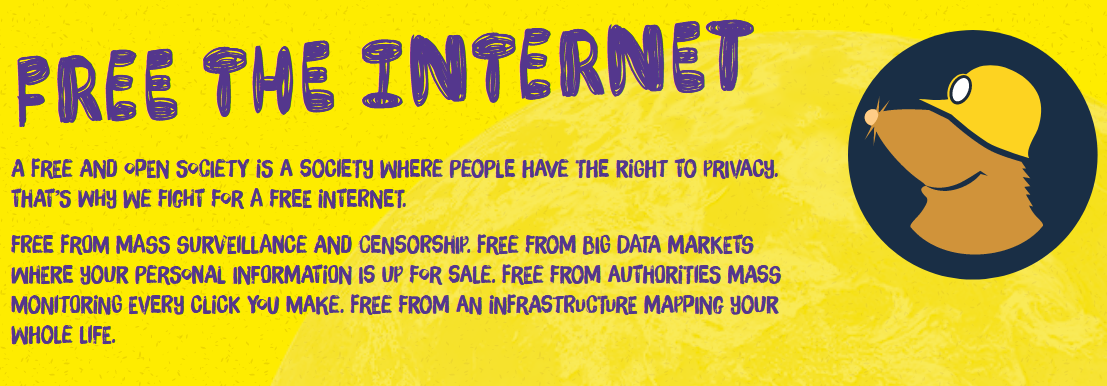 FREE THE INTERNET
A FREE AND OPEN SOCIETY IS A SOCIETY WHERE PEOPLE HAVE THE RIGHT TO PRIVACY.
THAT'S WHY WE FIGHT FOR A FREE INTERNET.
FREE FROM MASS SURVEILLANCE AND CENSORSHIP. FREE FROM BIG DATA MARKETS
WHERE YOUR PERSONAL INFORMATION IS UP FOR SALE. FREE FROM AUTHORITIES MASS
MONITORING EVERY CLICK YOU MAKE. FREE FROM AN INFRASTRUCTURE MAPPING YOUR
WHOLE LIFE.